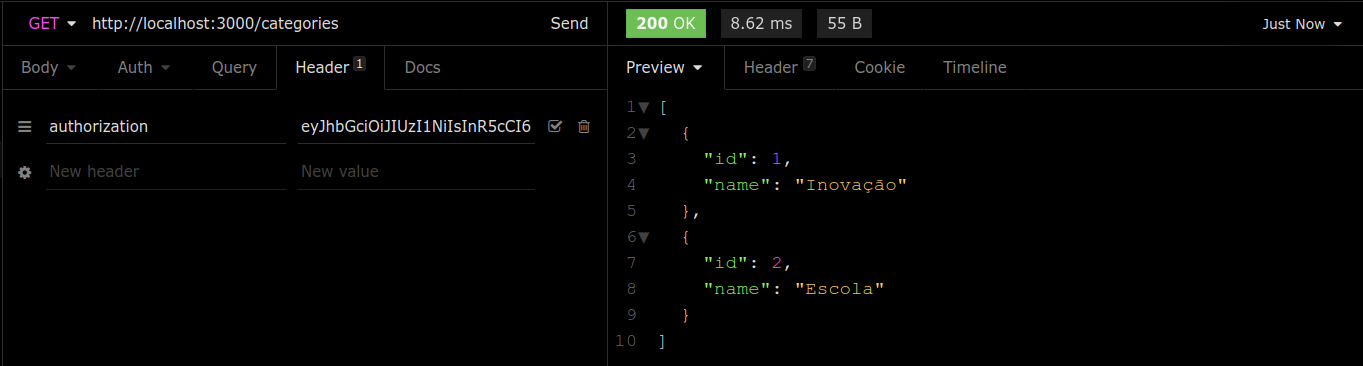 GET http://localhost:3000/categories Send
200 OK 8.62 ms 55 B Just Now
Body Auth Query Header 1 Docs
Preview Header 7 Cookie Timeline
authorization eyJhbGciOiJIUzI1NiIsInR5cCI6
New header New value
1 [
2 {
3 "id": 1,
4 "name": "Inovação"
5 },
6 {
7 "id": 2,
8 "name": "Escola"
9 }
10 ]